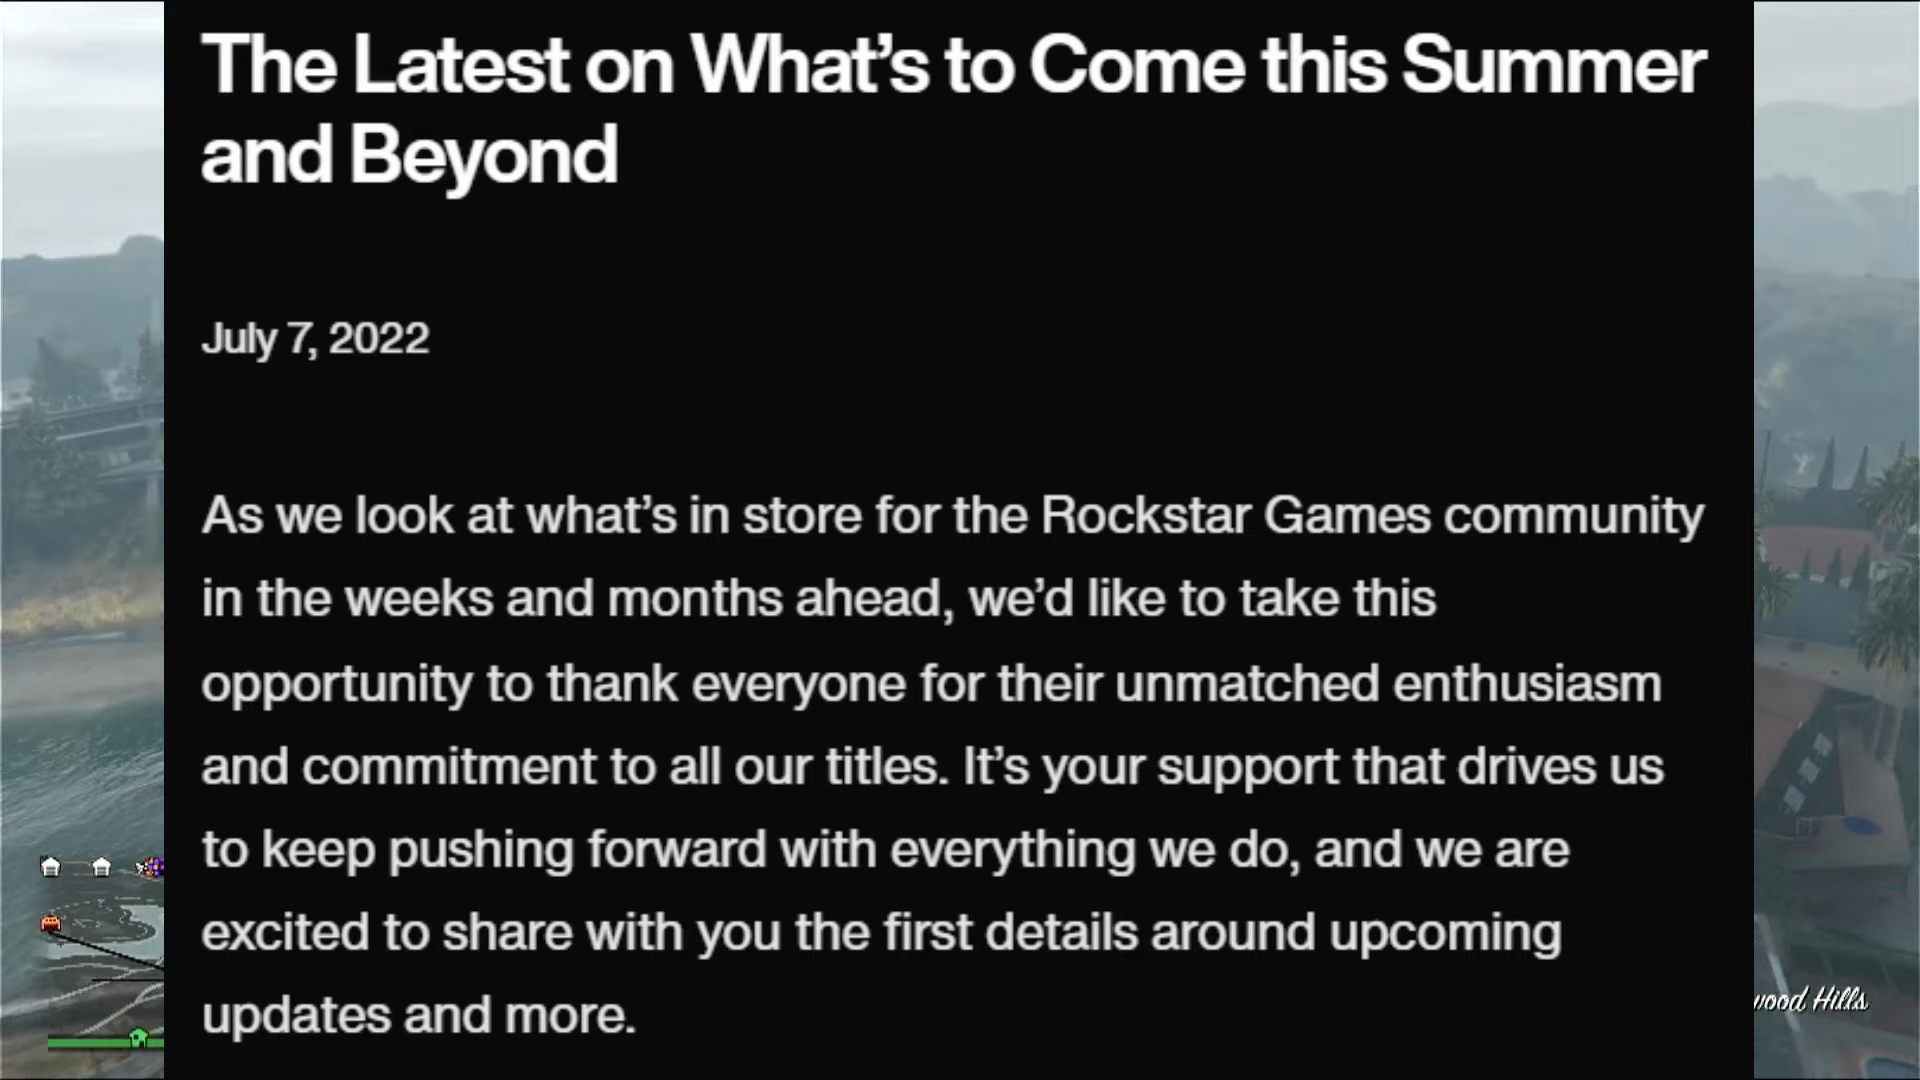 The Latest on What’s to Come this Summer
and Beyond
July 7, 2022
As we look at what’s in store for the Rockstar Games community
in the weeks and months ahead, we’d like to take this
opportunity to thank everyone for their unmatched enthusiasm
and commitment to all our titles. It’s your support that drives us
to keep pushing forward with everything we do, and we are
excited to share with you the first details around upcoming
updates and more.
wood Hills